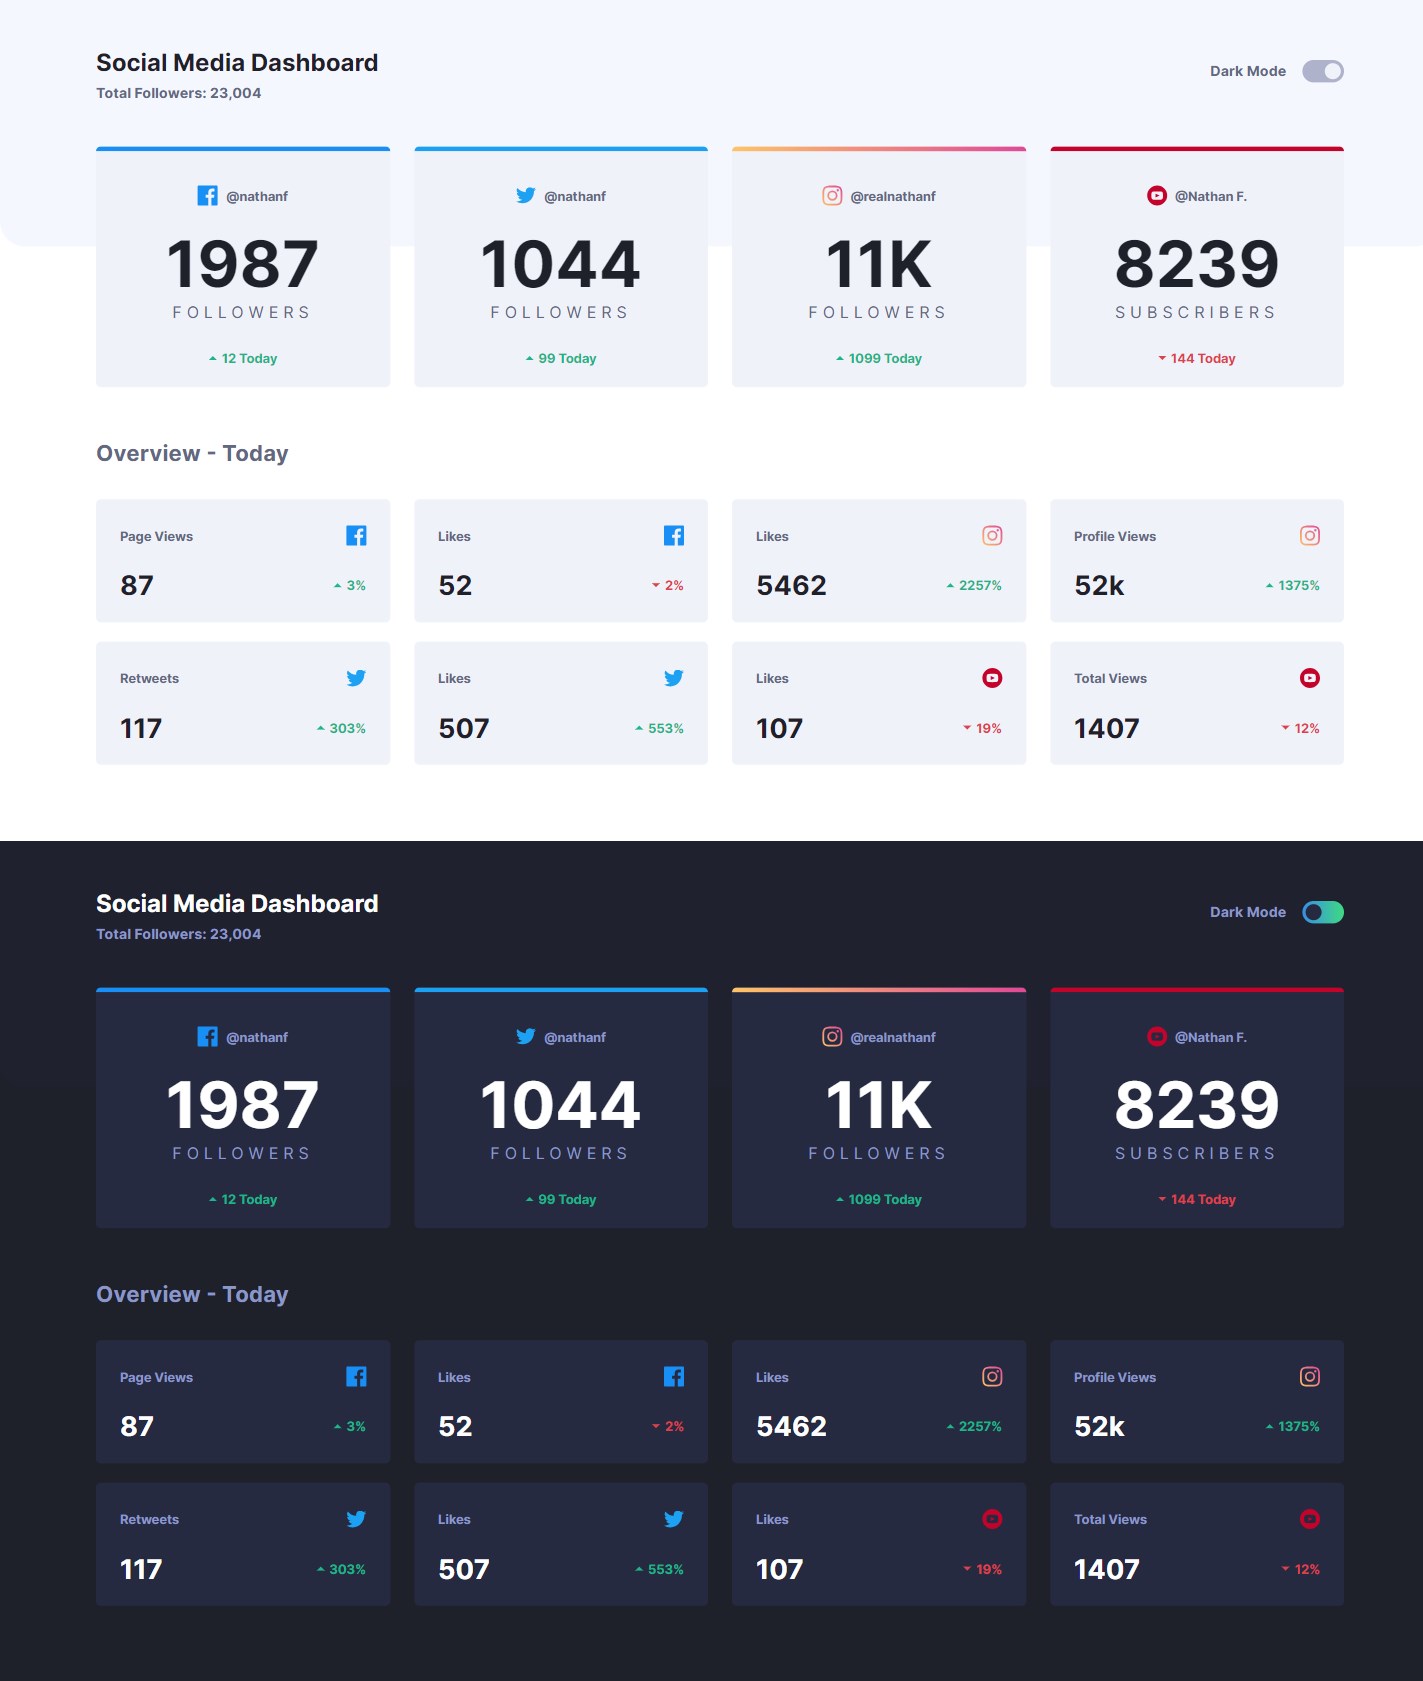 Social Media Dashboard
Total Followers: 23,004
Dark Mode
@nathanf
1987
FOLLOWERS
12 Today
@nathanf
1044
FOLLOWERS
99 Today
@realnathanf
11K
FOLLOWERS
1099 Today
@Nathan F.
8239
SUBSCRIBERS
144 Today
Overview - Today
Page Views
87
3%
Likes
52
2%
Likes
5462
2257%
Profile Views
52k
1375%
Retweets
117
303%
Likes
507
553%
Likes
107
19%
Total Views
1407
12%
Social Media Dashboard
Total Followers: 23,004
Dark Mode
@nathanf
1987
FOLLOWERS
12 Today
@nathanf
1044
FOLLOWERS
99 Today
@realnathanf
11K
FOLLOWERS
1099 Today
@Nathan F.
8239
SUBSCRIBERS
144 Today
Overview - Today
Page Views
87
3%
Likes
52
2%
Likes
5462
2257%
Profile Views
52k
1375%
Retweets
117
303%
Likes
507
553%
Likes
107
19%
Total Views
1407
12%